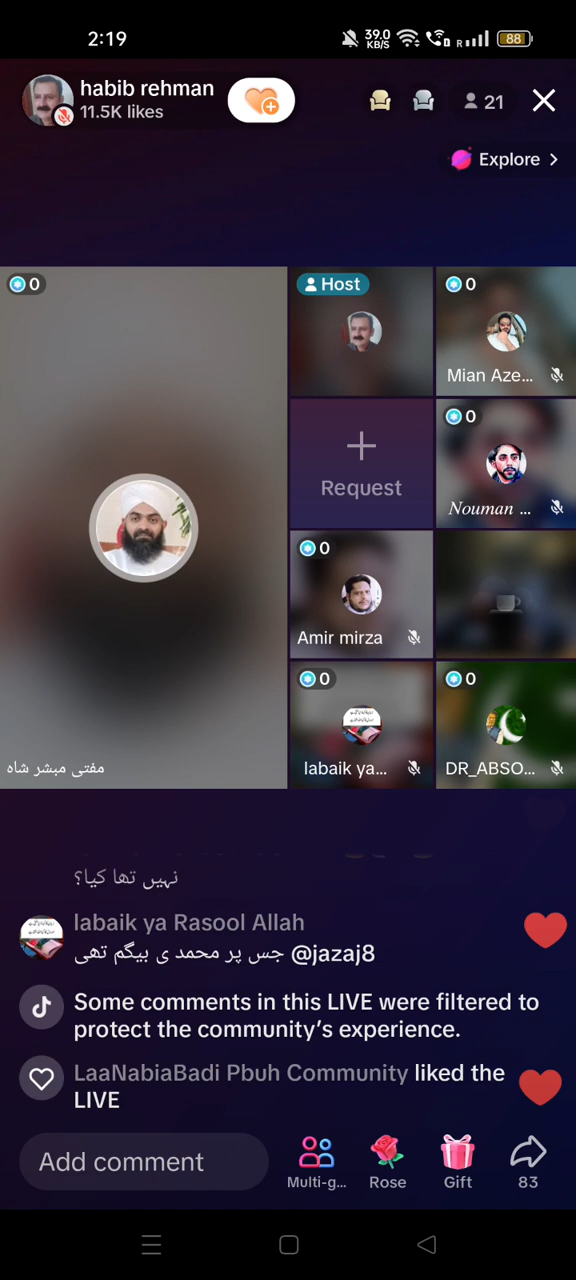 2:19
39.0
KB/S
R
88
habib rehman
11.5K likes
21
Explore
0
Host
0
Mian Aze...
Request
0
Nouman ...
0
Amir mirza
0
labaik ya...
0
DR_ABSO...
مفتی مبشر شاہ
نہیں تھا کیا؟
labaik ya Rasool Allah
@jazaj8 جس پر محمد ی بیگم تھی
Some comments in this LIVE were filtered to
protect the community's experience.
LaaNabiaBadi Pbuh Community liked the
LIVE
Add comment
Multi-g...
Rose
Gift
83